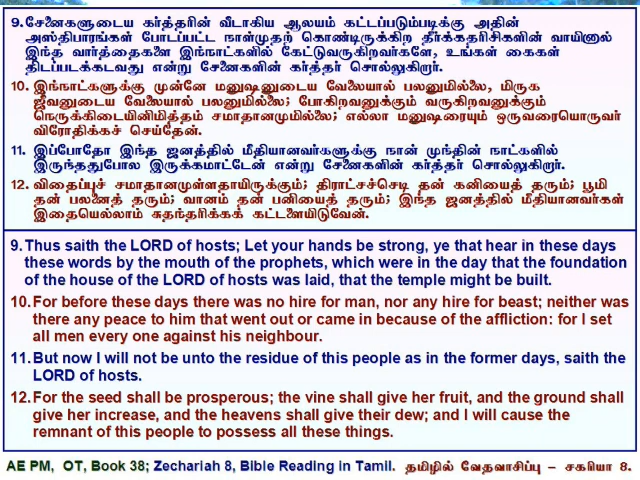 9. சேனைகளுடைய கர்த்தரின் வீடாகிய ஆலயம் கட்டப்படும்படிக்கு அதின்
அஸ்திபாரங்கள் போடப்பட்ட நாள்முதற் கொண்டிருக்கிற தீர்க்கதரிசிகளின் வாயினால்
இந்த வார்த்தைகளை இந்நாட்களில் கேட்டுவருகிறவர்களே, உங்கள் கைகள்
திடப்படக்கடவது என்று சேனைகளின் கர்த்தர் சொல்லுகிறார்.
10. இந்நாட்களுக்கு முன்னே மனுஷனுடைய வேலையால் பலனுமில்லை, மிருக
ஜீவனுடைய வேலையால் பலனுமில்லை; போகிறவனுக்கும் வருகிறவனுக்கும்
நெருக்கிடையினிமித்தம் சமாதானமுமில்லை; எல்லா மனுஷரையும் ஒருவரையொருவர்
விரோதிக்கச் செய்தேன்.
11. இப்போதோ இந்த ஜனத்தில் மீதியானவர்களுக்கு நான் முந்தின நாட்களில்
இருந்ததுபோல இருக்கமாட்டேன் என்று சேனைகளின் கர்த்தர் சொல்லுகிறார்.
12. விதைப்புச் சமாதானமுள்ளதாயிருக்கும்; திராட்சச்செடி தன் கனியைத் தரும்; பூமி
தன் பலனைத் தரும்; வானம் தன் பனியைத் தரும்; இந்த ஜனத்தில் மீதியானவர்கள்
இதையெல்லாம் சுதந்தரிக்கக் கட்டளையிடுவேன்.
9. Thus saith the LORD of hosts; Let your hands be strong, ye that hear in these days
these words by the mouth of the prophets, which were in the day that the foundation
of the house of the LORD of hosts was laid, that the temple might be built.
10. For before these days there was no hire for man, nor any hire for beast; neither was
there any peace to him that went out or came in because of the affliction: for I set
all men every one against his neighbour.
11. But now I will not be unto the residue of this people as in the former days, saith the
LORD of hosts.
12. For the seed shall be prosperous; the vine shall give her fruit, and the ground shall
give her increase, and the heavens shall give their dew; and I will cause the
remnant of this people to possess all these things.
AE PM, OT, Book 38; Zechariah 8, Bible Reading in Tamil. தமிழில் வேதவாசிப்பு – சகரியா 8.